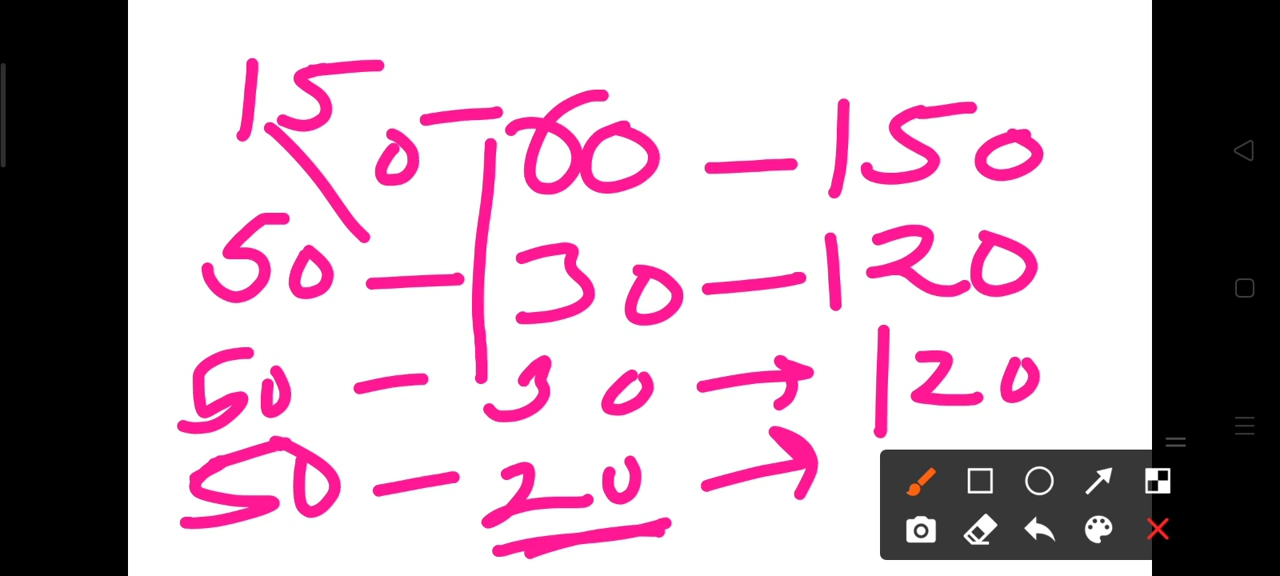 150 - 60 - 150
50 - 30 - 120
50 - 30 → 120
50 - 20 →